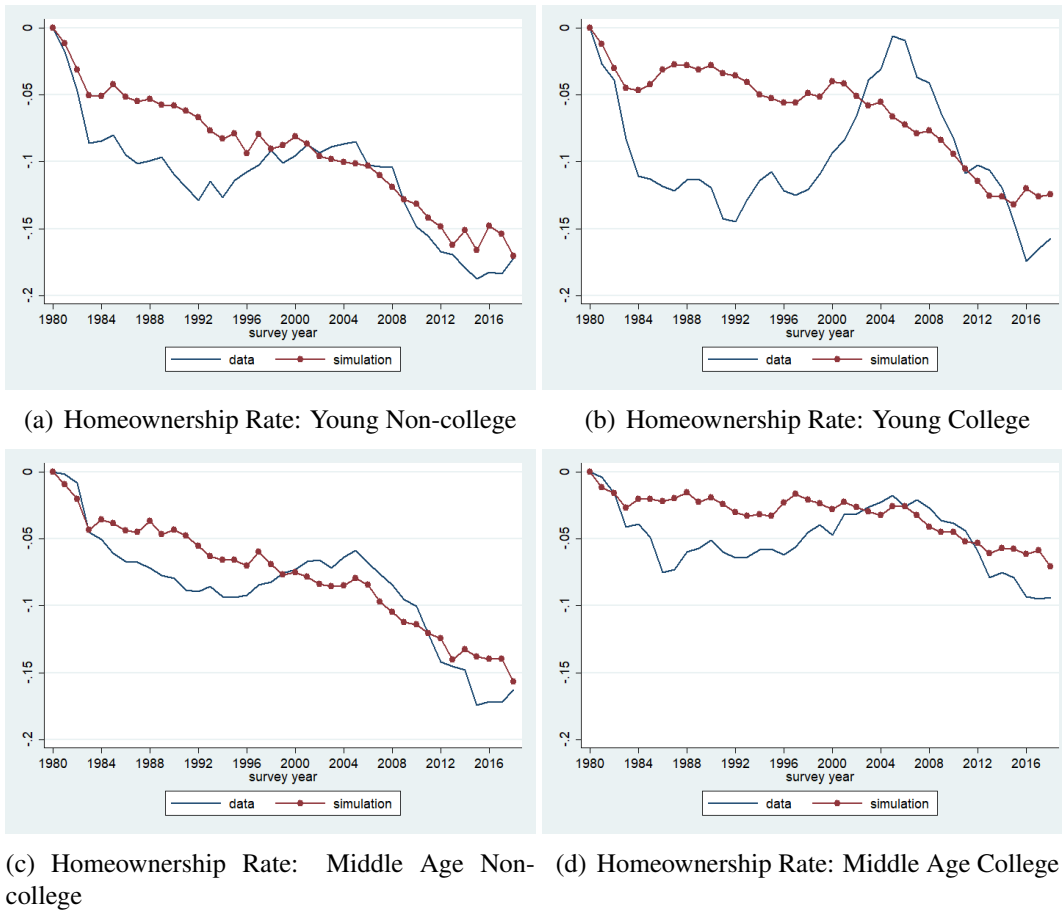 0
-.05
-.1
-.15
-.2
1980 1984 1988 1992 1996 2000 2004 2008 2012 2016
survey year
data simulation
(a) Homeownership Rate: Young Non-college
0
-.05
-.1
-.15
-.2
1980 1984 1988 1992 1996 2000 2004 2008 2012 2016
survey year
data simulation
(b) Homeownership Rate: Young College
0
-.05
-.1
-.15
-.2
1980 1984 1988 1992 1996 2000 2004 2008 2012 2016
survey year
data simulation
(c) Homeownership Rate: Middle Age Non-
college
0
-.05
-.1
-.15
-.2
1980 1984 1988 1992 1996 2000 2004 2008 2012 2016
survey year
data simulation
(d) Homeownership Rate: Middle Age College